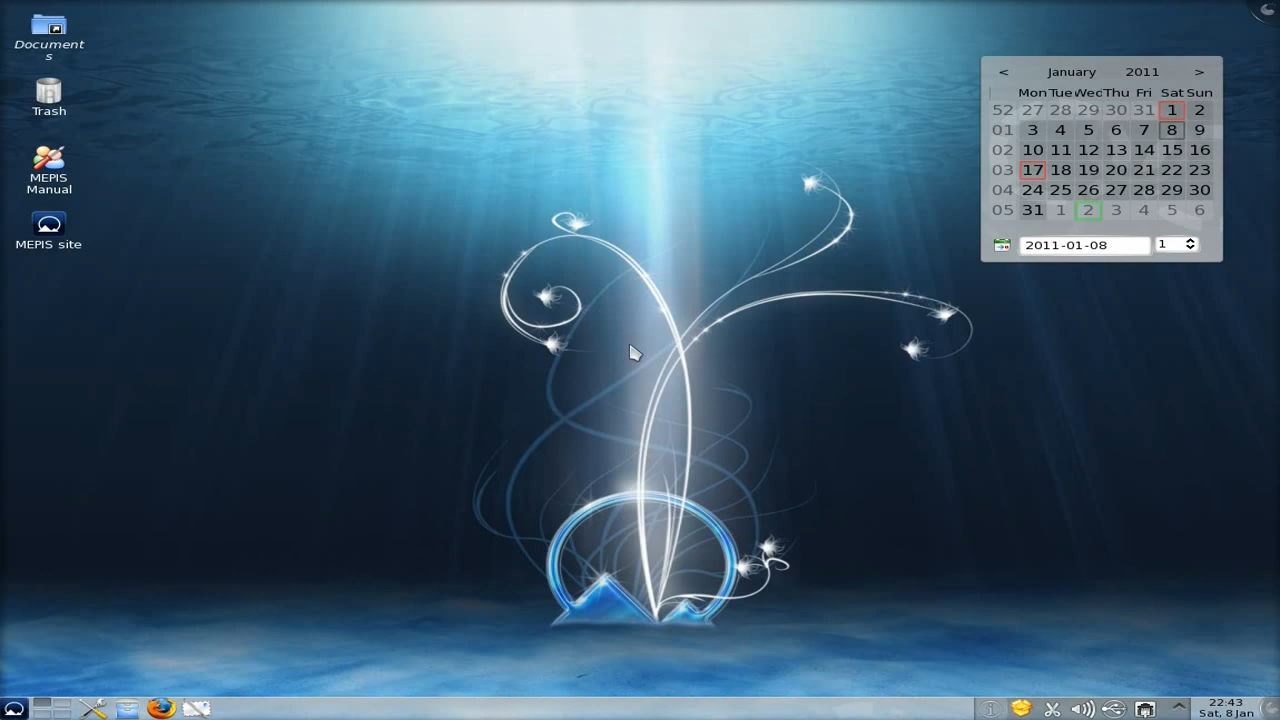 Document
s
Trash
MEPIS
Manual
MEPIS site
< January 2011 >
Mon Tue Wed Thu Fri Sat Sun
52 27 28 29 30 31 1 2
01 3 4 5 6 7 8 9
02 10 11 12 13 14 15 16
03 17 18 19 20 21 22 23
04 24 25 26 27 28 29 30
05 31 1 2 3 4 5 6
2011-01-08 1
22:43
Sat, 8 Jan